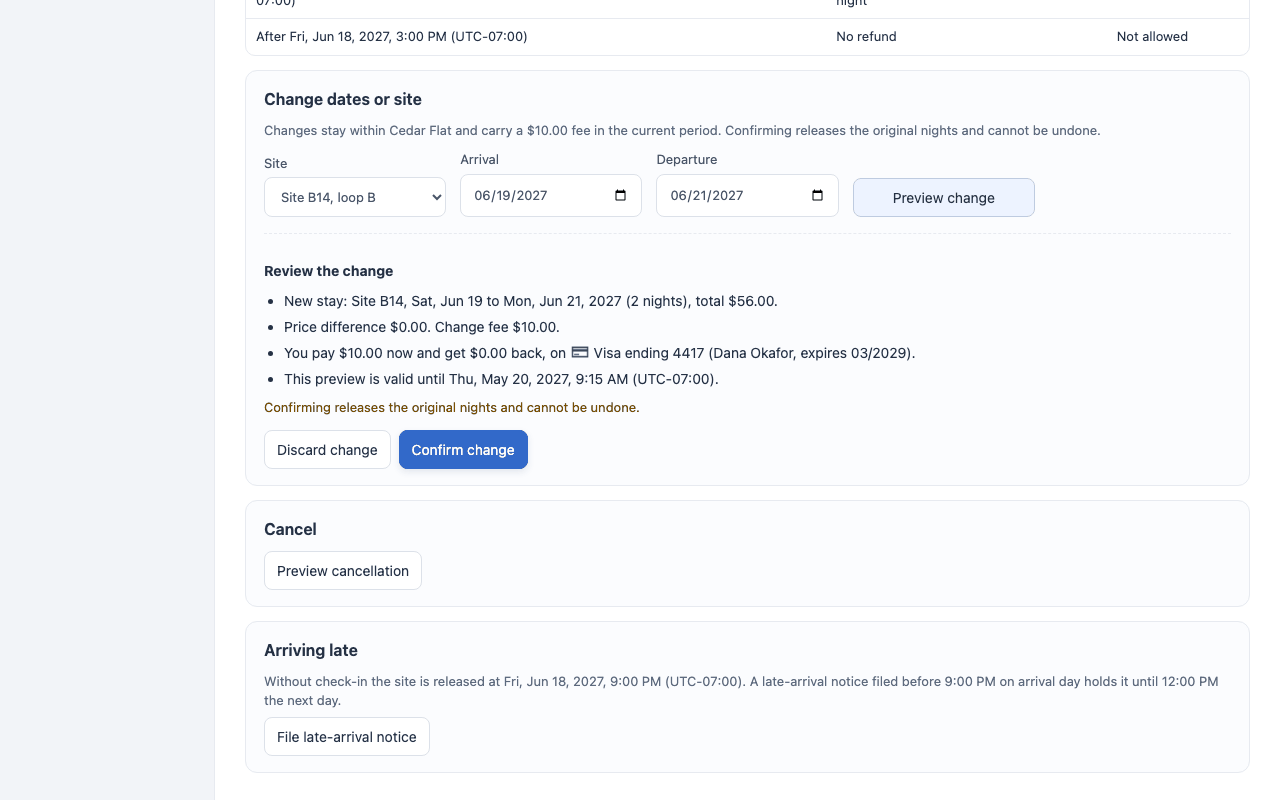 07:00)
night
After Fri, Jun 18, 2027, 3:00 PM (UTC-07:00)
No refund
Not allowed
Change dates or site
Changes stay within Cedar Flat and carry a $10.00 fee in the current period. Confirming releases the original nights and cannot be undone.
Site
Arrival
Departure
Site B14, loop B
06/19/2027
06/21/2027
Preview change
Review the change
New stay: Site B14, Sat, Jun 19 to Mon, Jun 21, 2027 (2 nights), total $56.00.
Price difference $0.00. Change fee $10.00.
You pay $10.00 now and get $0.00 back, on Visa ending 4417 (Dana Okafor, expires 03/2029).
This preview is valid until Thu, May 20, 2027, 9:15 AM (UTC-07:00).
Confirming releases the original nights and cannot be undone.
Discard change
Confirm change
Cancel
Preview cancellation
Arriving late
Without check-in the site is released at Fri, Jun 18, 2027, 9:00 PM (UTC-07:00). A late-arrival notice filed before 9:00 PM on arrival day holds it until 12:00 PM
the next day.
File late-arrival notice